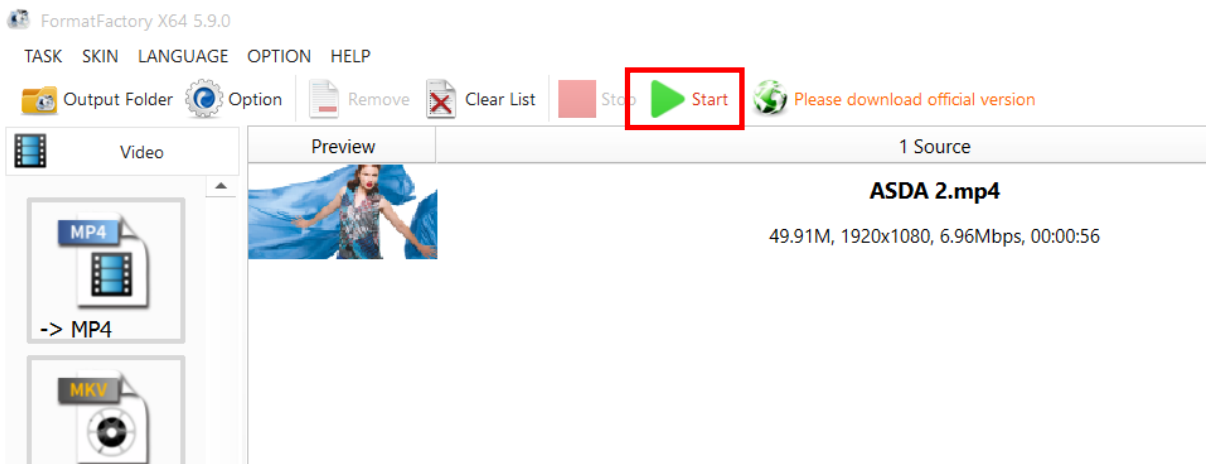 FormatFactory X64 5.9.0
TASK SKIN LANGUAGE OPTION HELP
Output Folder Option Remove Clear List Stop Start Please download official version
Video Preview 1 Source
ASDA 2.mp4
49.91M, 1920x1080, 6.96Mbps, 00:00:56
MP4
-> MP4
MKV